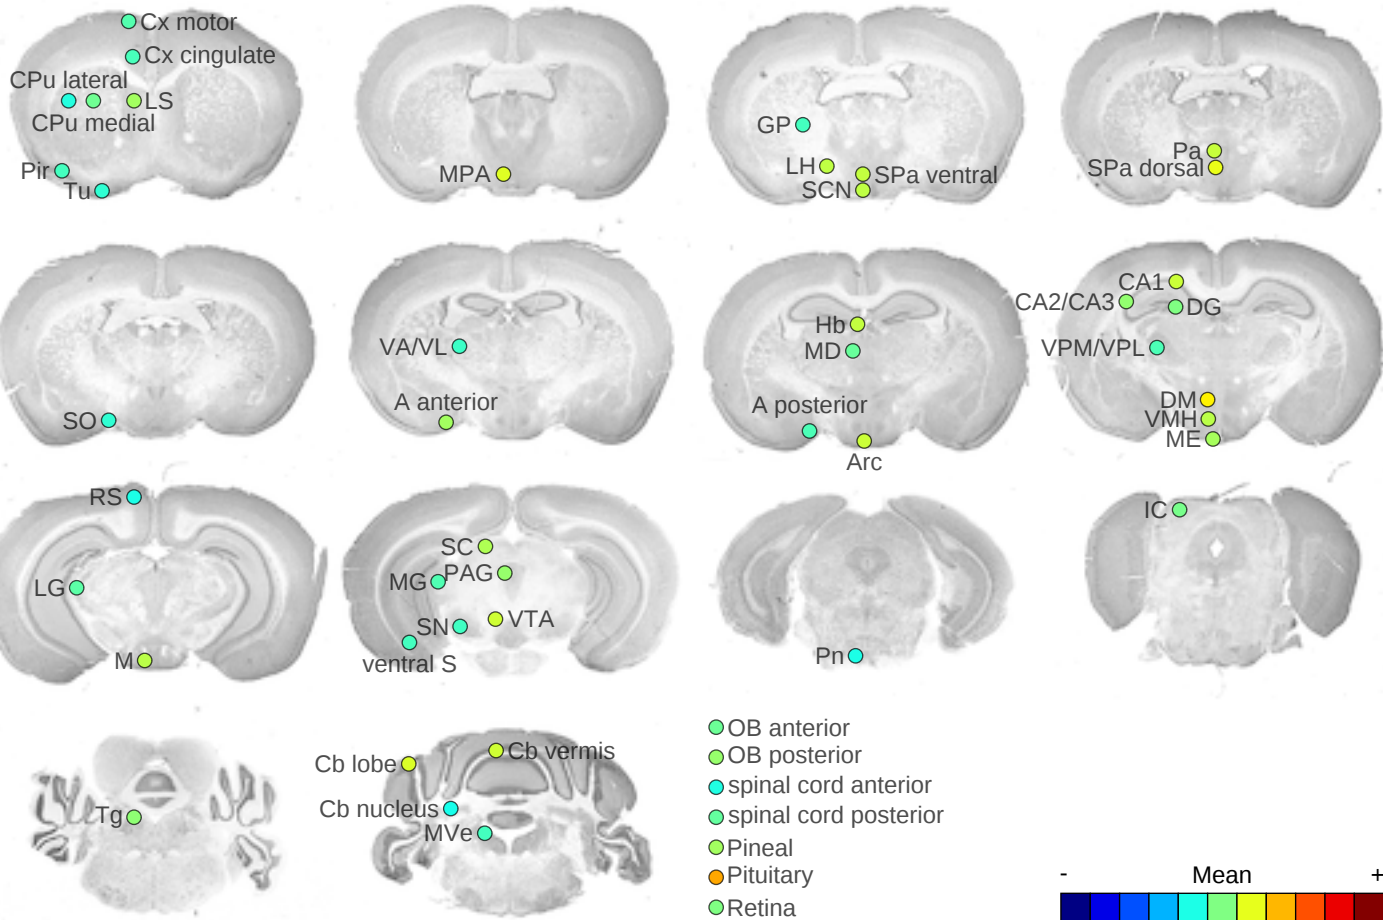 Cx motor
Cx cingulate
CPu lateral
LS
CPu medial
Pir
Tu
MPA
GP
LH
SPa ventral
SCN
Pa
SPa dorsal
SO
VA/VL
A anterior
Hb
MD
A posterior
Arc
CA1
CA2/CA3
DG
VPM/VPL
DM
VMH
ME
RS
LG
M
SC
PAG
MG
SN
VTA
ventral S
Pn
IC
Tg
Cb vermis
Cb lobe
Cb nucleus
MVe
OB anterior
OB posterior
spinal cord anterior
spinal cord posterior
Pineal
Pituitary
Retina
- Mean +